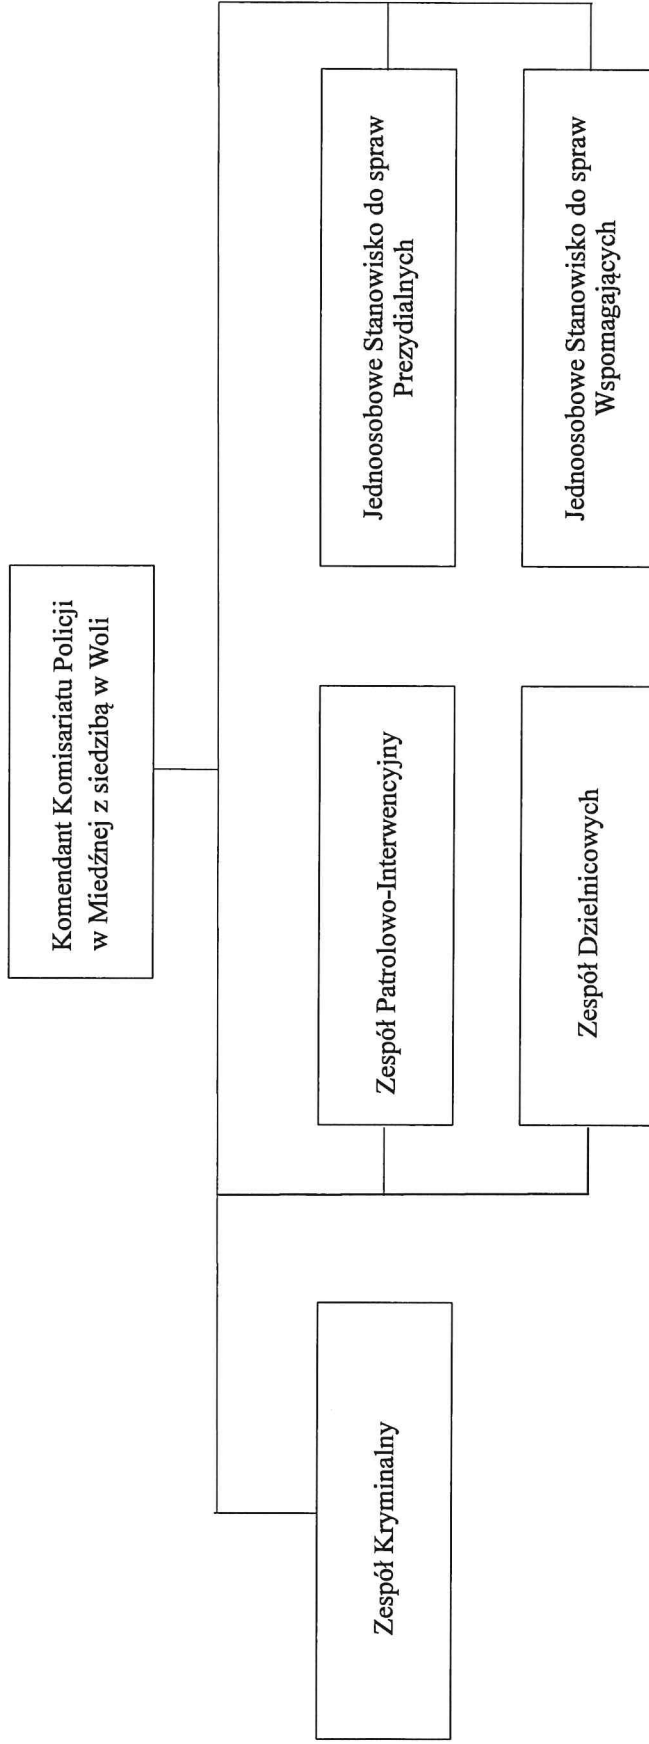 Komendant Komisariatu Policji
w Miedźnej z siedzibą w Woli
Zespół Kryminalny
Zespół Patrolowo-Interwencyjny
Zespół Dzielnicowych
Jednoosobowe Stanowisko do spraw
Prezydialnych
Jednoosobowe Stanowisko do spraw
Wspomagających